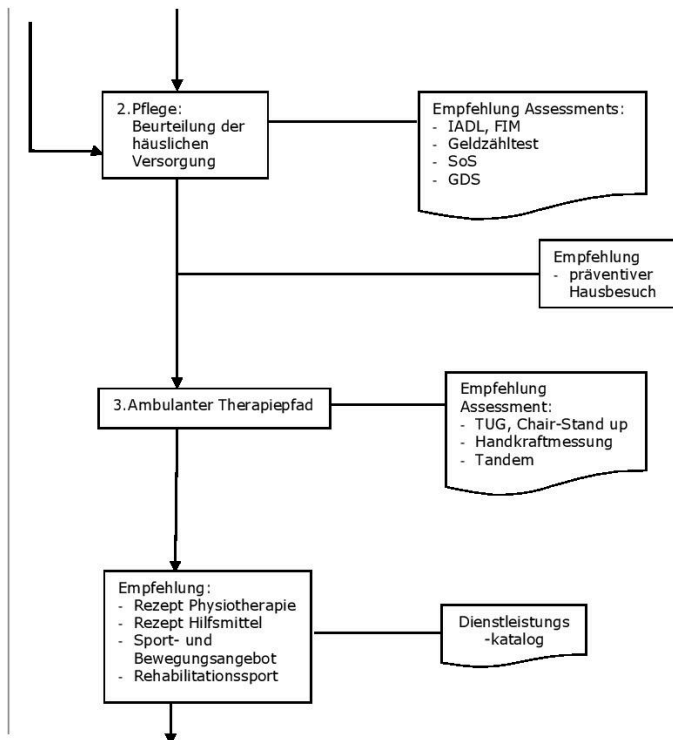 2.Pflege:
Beurteilung der
häuslichen
Versorgung
Empfehlung Assessments:
- IADL, FIM
- Geldzähltest
- SoS
- GDS
Empfehlung
- präventiver
Hausbesuch
3.Ambulanter Therapiepfad
Empfehlung
Assessment:
- TUG, Chair-Stand up
- Handkraftmessung
- Tandem
Empfehlung:
- Rezept Physiotherapie
- Rezept Hilfsmittel
- Sport- und
Bewegungsangebot
- Rehabilitationssport
Dienstleistungs
-katalog